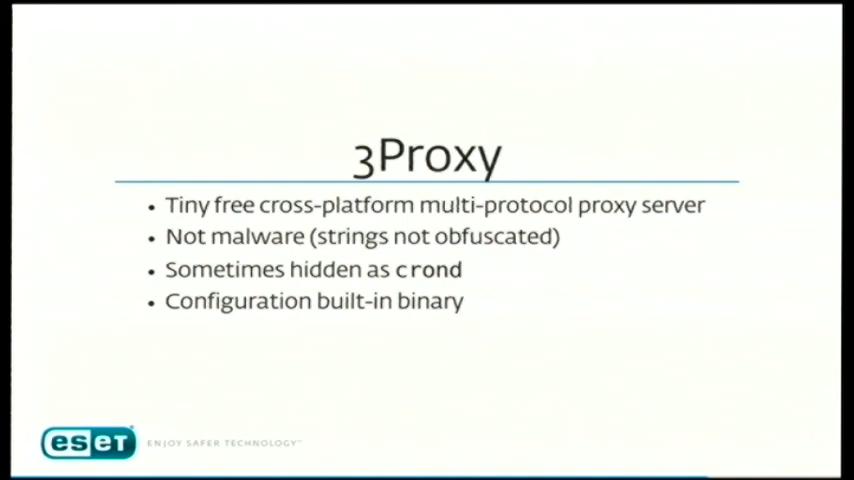 3Proxy
• Tiny free cross-platform multi-protocol proxy server
• Not malware (strings not obfuscated)
• Sometimes hidden as crond
• Configuration built-in binary
eseT ENJOY SAFER TECHNOLOGY™